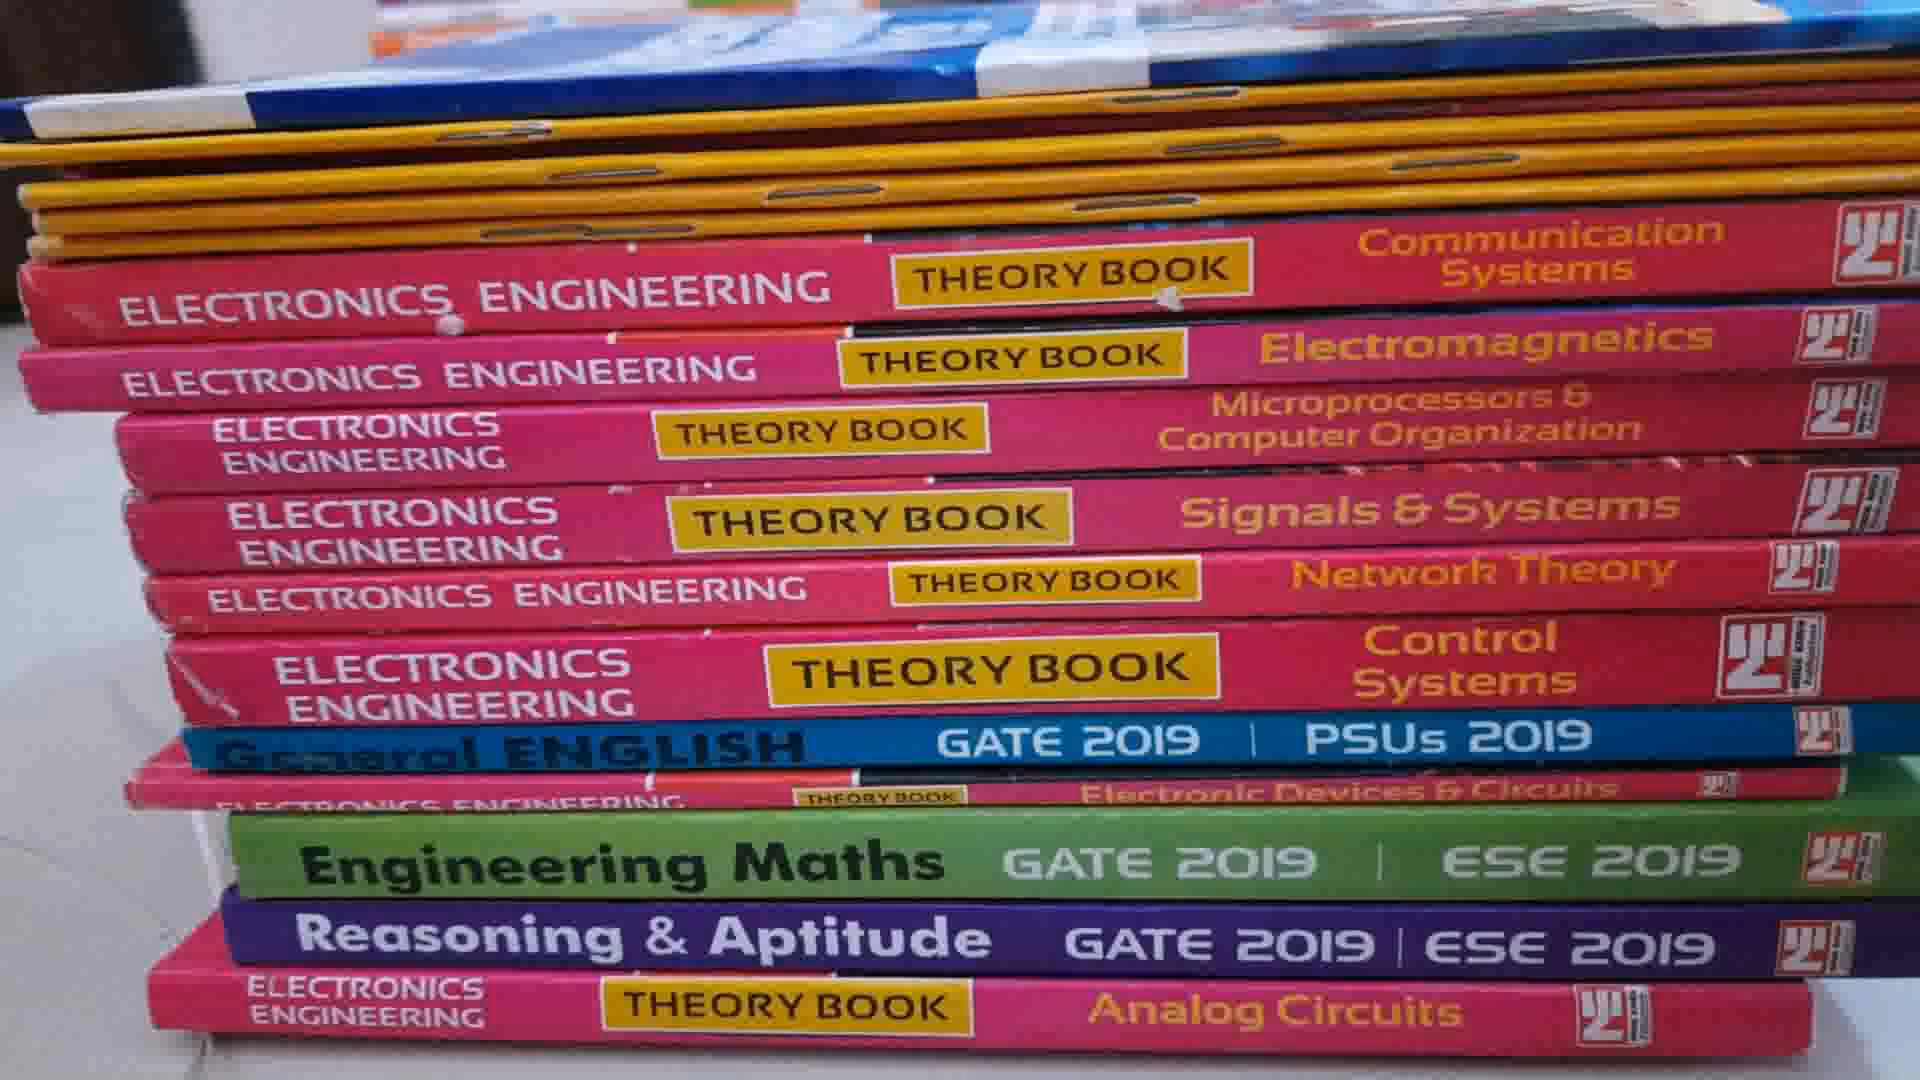 ELECTRONICS ENGINEERING THEORY BOOK Communication
Systems
ELECTRONICS ENGINEERING THEORY BOOK Electromagnetics
ELECTRONICS
ENGINEERING THEORY BOOK Microprocessors &
Computer Organization
ELECTRONICS
ENGINEERING THEORY BOOK Signals & Systems
ELECTRONICS ENGINEERING THEORY BOOK Network Theory
ELECTRONICS
ENGINEERING THEORY BOOK Control
Systems
General ENGLISH GATE 2019 | PSUs 2019
ELECTRONICS ENGINEERING THEORY BOOK Electronic Devices & Circuits
Engineering Maths GATE 2019 | ESE 2019
Reasoning & Aptitude GATE 2019 | ESE 2019
ELECTRONICS
ENGINEERING THEORY BOOK Analog Circuits